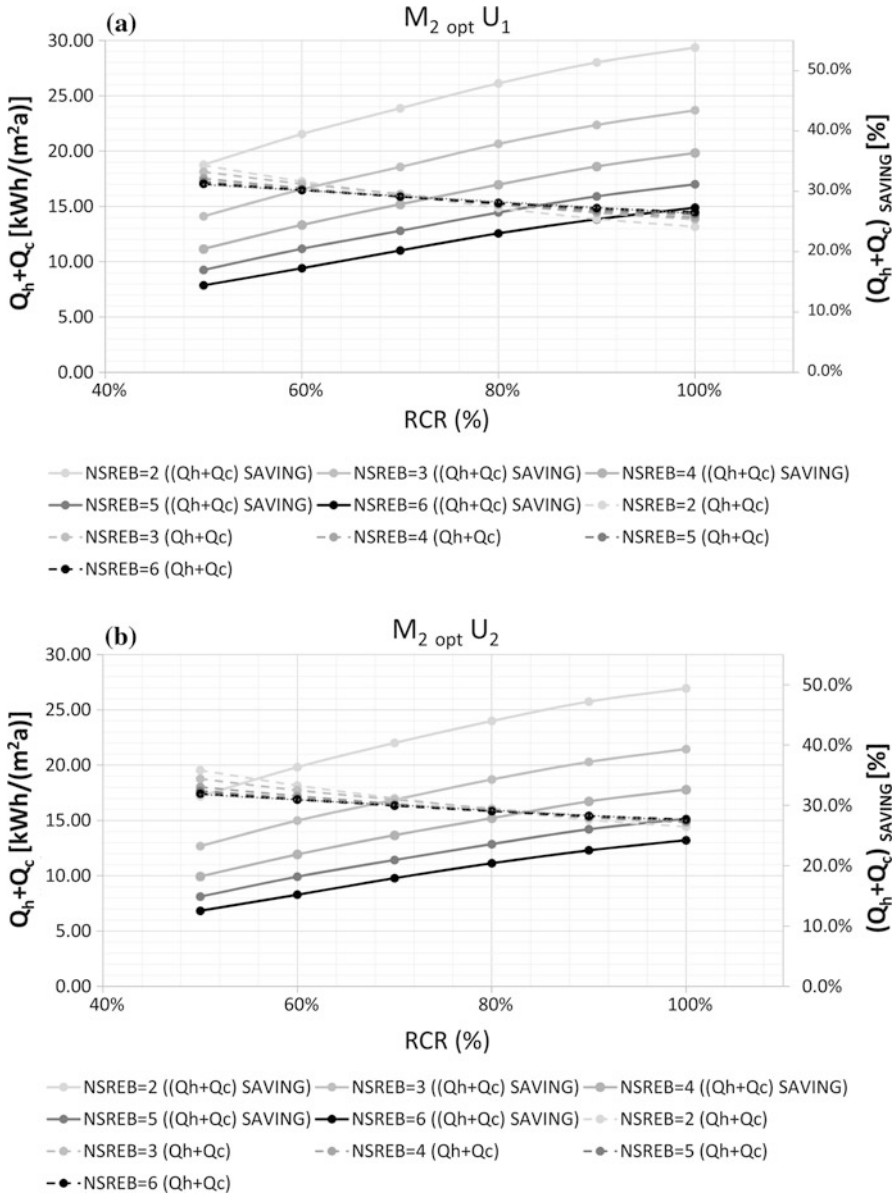 (a)
M2 opt U1
Qh+Qc [kWh/(m²a)]
30.00
25.00
20.00
15.00
10.00
5.00
0.00
50.0%
40.0%
30.0%
20.0%
10.0%
0.0%
(Qh+Qc) SAVING [%]
40% 60% 80% 100%
RCR (%)
NSREB=2 ((Qh+Qc) SAVING) NSREB=3 ((Qh+Qc) SAVING) NSREB=4 ((Qh+Qc) SAVING)
NSREB=5 ((Qh+Qc) SAVING) NSREB=6 ((Qh+Qc) SAVING) NSREB=2 (Qh+Qc)
NSREB=3 (Qh+Qc) NSREB=4 (Qh+Qc) NSREB=5 (Qh+Qc)
NSREB=6 (Qh+Qc)
(b)
M2 opt U2
Qh+Qc [kWh/(m²a)]
30.00
25.00
20.00
15.00
10.00
5.00
0.00
50.0%
40.0%
30.0%
20.0%
10.0%
0.0%
(Qh+Qc) SAVING [%]
40% 60% 80% 100%
RCR (%)
NSREB=2 ((Qh+Qc) SAVING) NSREB=3 ((Qh+Qc) SAVING) NSREB=4 ((Qh+Qc) SAVING)
NSREB=5 ((Qh+Qc) SAVING) NSREB=6 ((Qh+Qc) SAVING) NSREB=2 (Qh+Qc)
NSREB=3 (Qh+Qc) NSREB=4 (Qh+Qc) NSREB=5 (Qh+Qc)
NSREB=6 (Qh+Qc)